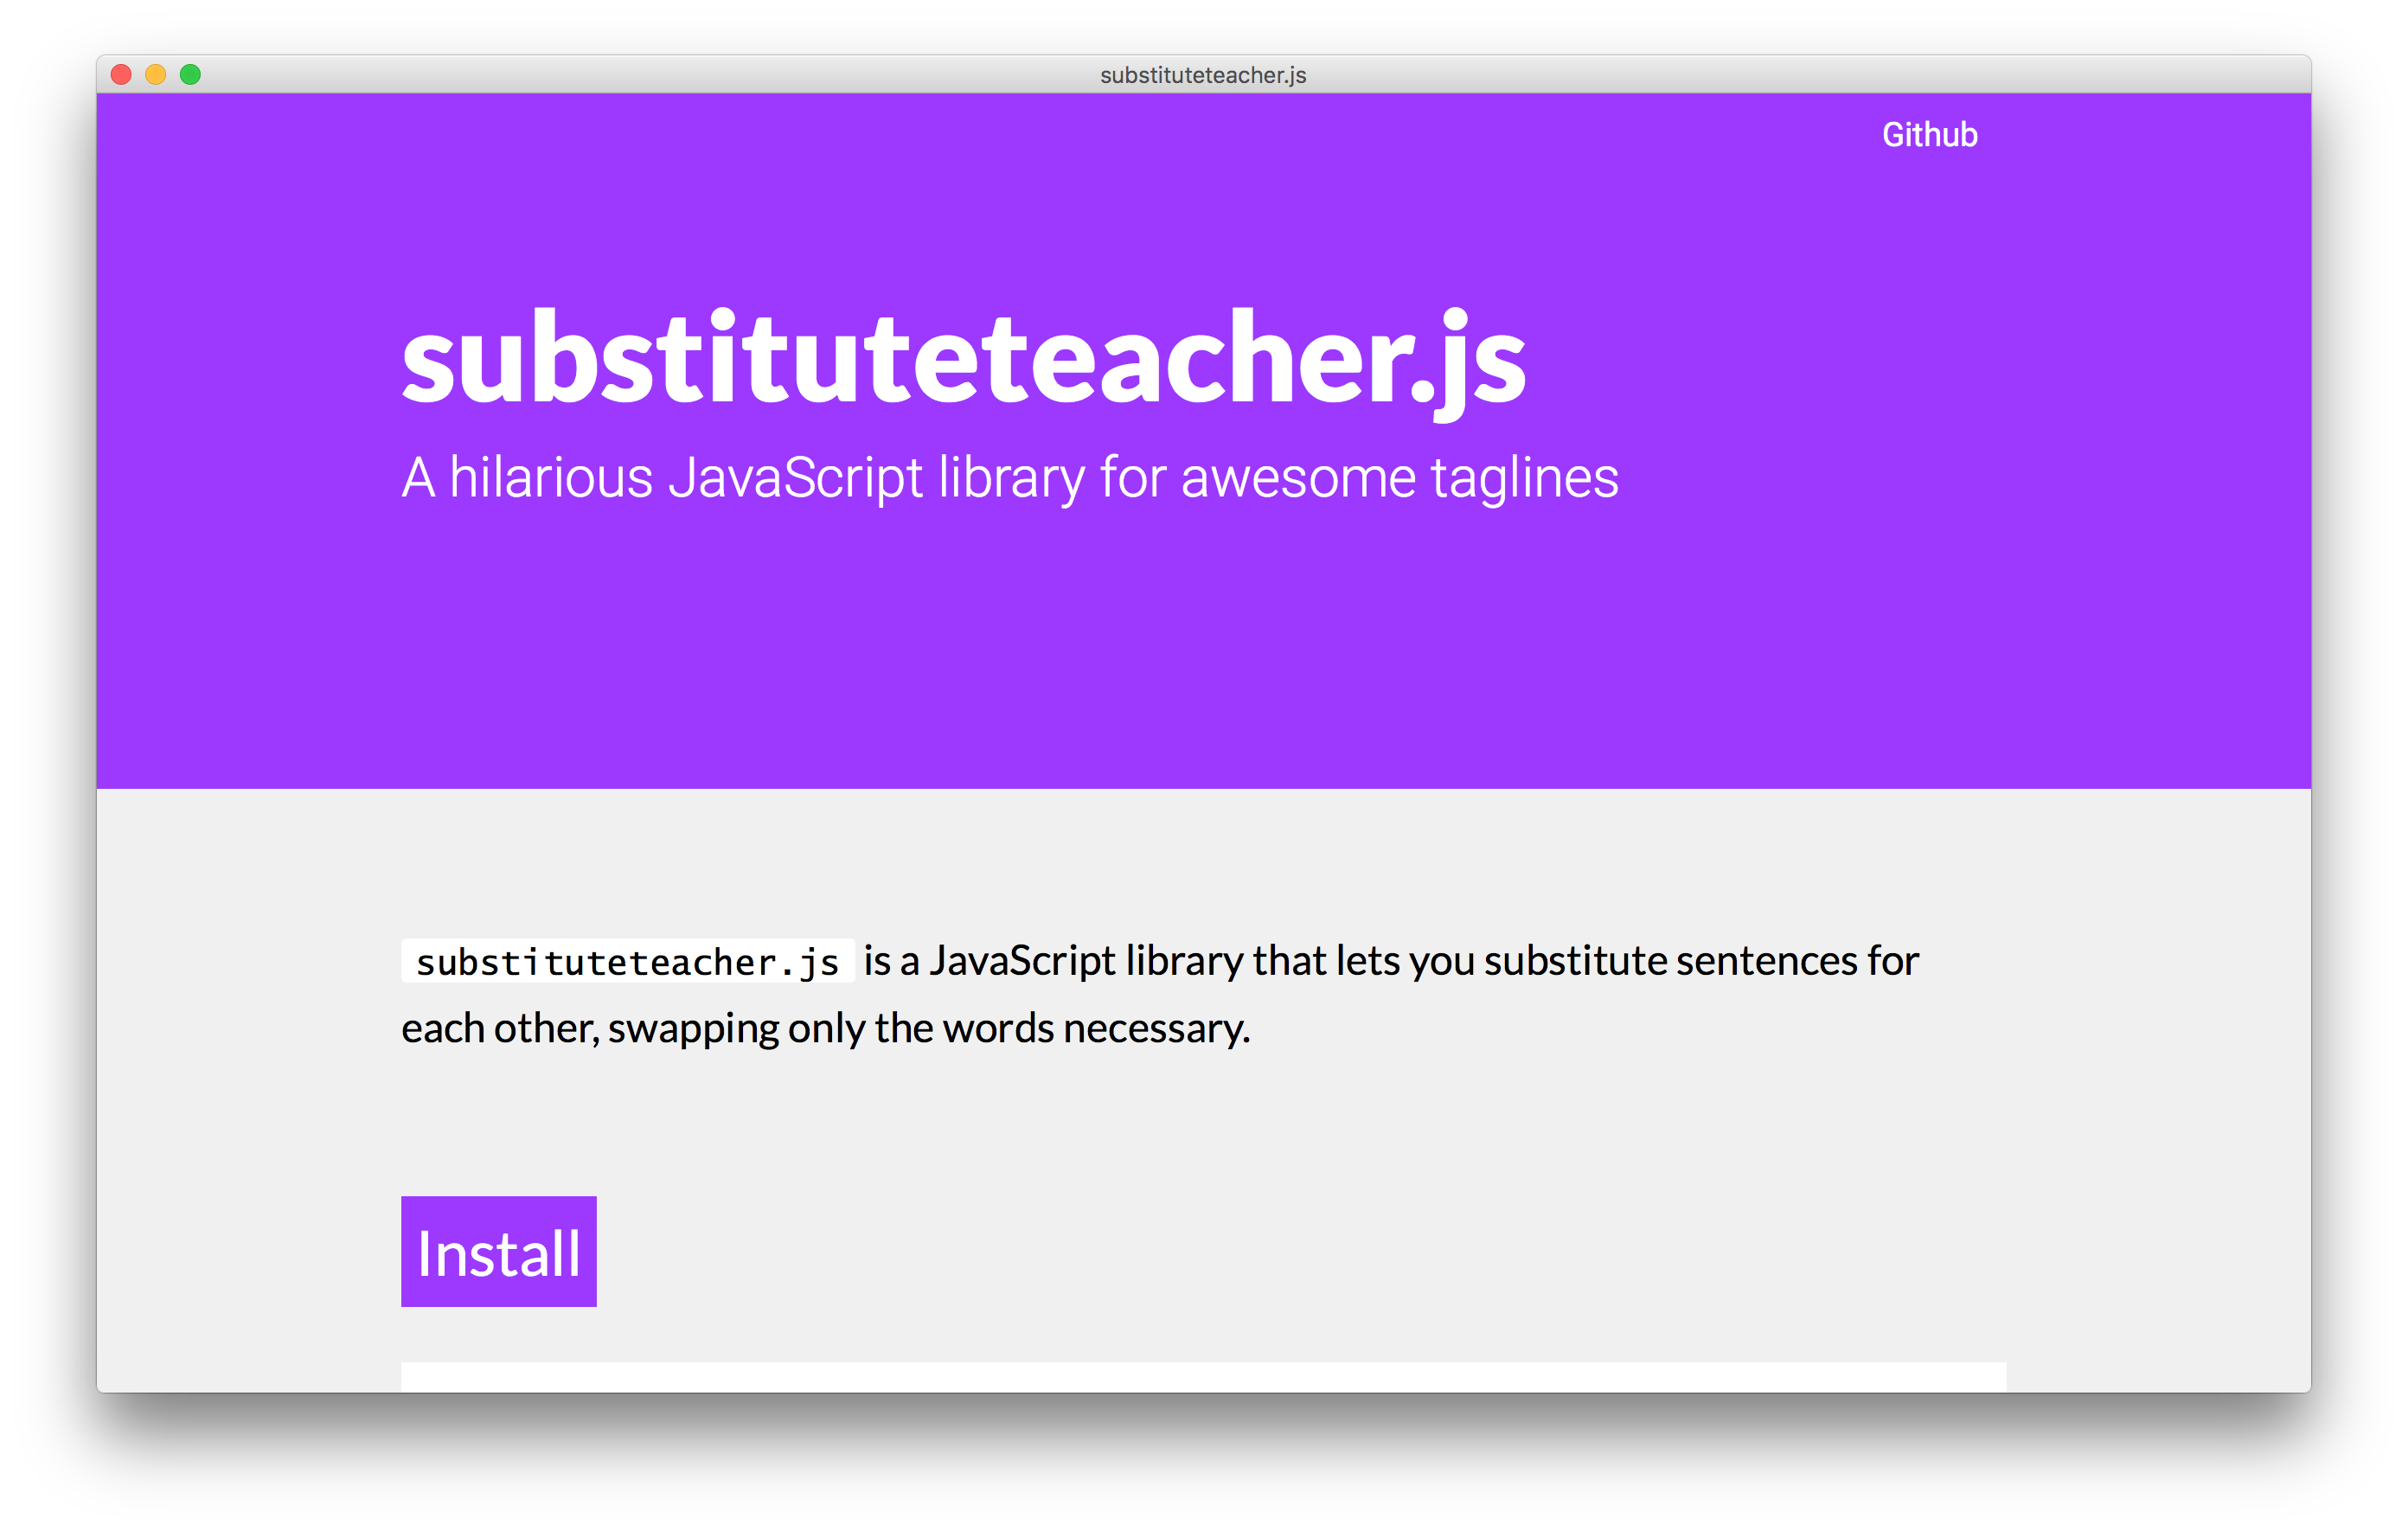 substituteteacher.js
Github
substituteteacher.js
A hilarious JavaScript library for awesome taglines
substituteteacher.js is a JavaScript library that lets you substitute sentences for
each other, swapping only the words necessary.
Install